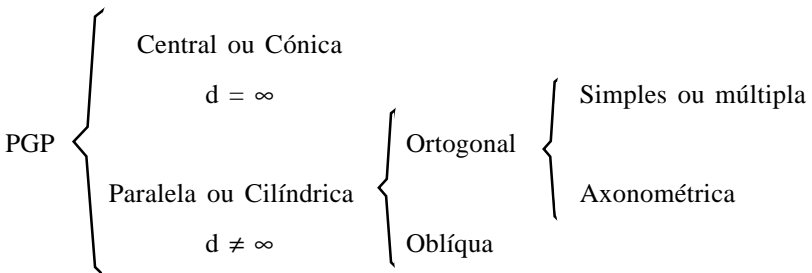 Central ou Cónica
d = ∞
Simples ou múltipla
PGP
Ortogonal
Paralela ou Cilíndrica
Axonométrica
d ≠ ∞
Oblíqua